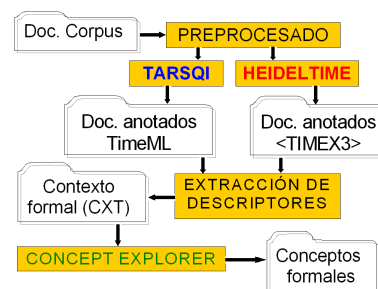 Doc. Corpus
PREPROCESADO
TARSQI
HEIDELTIME
Doc. anotados
TimeML
Doc. anotados
<TIMEX3>
Contexto
formal (CXT)
EXTRACCIÓN DE
DESCRIPTORES
CONCEPT EXPLORER
Conceptos
formales